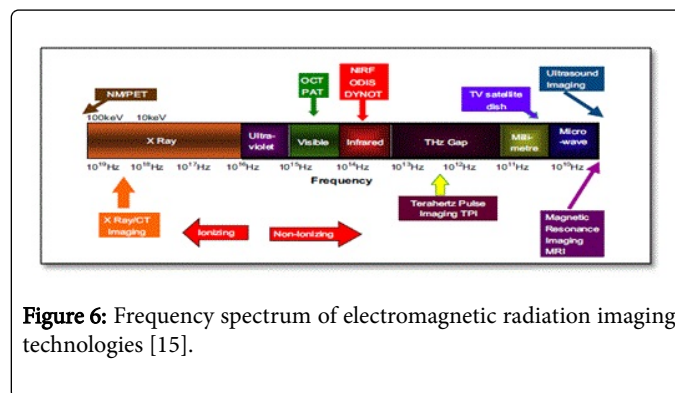 NM/PET
OCT
PAT
NIRF
ODIS
DYNOT
TV satellite
dish
Ultrasound
Imaging
100keV 10keV
X Ray
Ultra-
violet
Visible
Infrared
THz Gap
Milli-
metre
Micro
-wave
10¹⁹Hz 10¹⁸Hz 10¹⁷Hz 10¹⁶Hz 10¹⁵Hz 10¹⁴Hz 10¹³Hz 10¹²Hz 10¹¹Hz 10¹⁰Hz
Frequency
X Ray/CT
Imaging
Ionizing
Non-Ionizing
Terahertz Pulse
Imaging TPI
Magnetic
Resonance
Imaging
MRI
Figure 6: Frequency spectrum of electromagnetic radiation imaging
technologies [15].